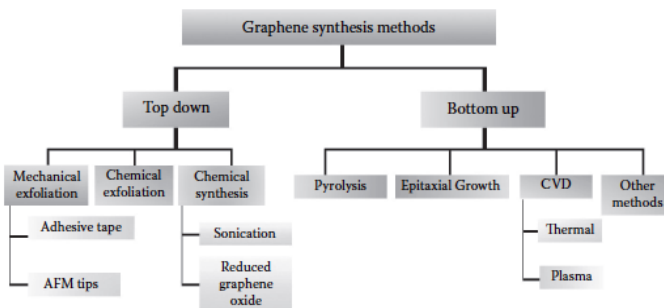 Graphene synthesis methods
Top down
Bottom up
Mechanical
exfoliation
Chemical
exfoliation
Chemical
synthesis
Pyrolysis
Epitaxial Growth
CVD
Other
methods
Adhesive tape
AFM tips
Sonication
Reduced
graphene
oxide
Thermal
Plasma